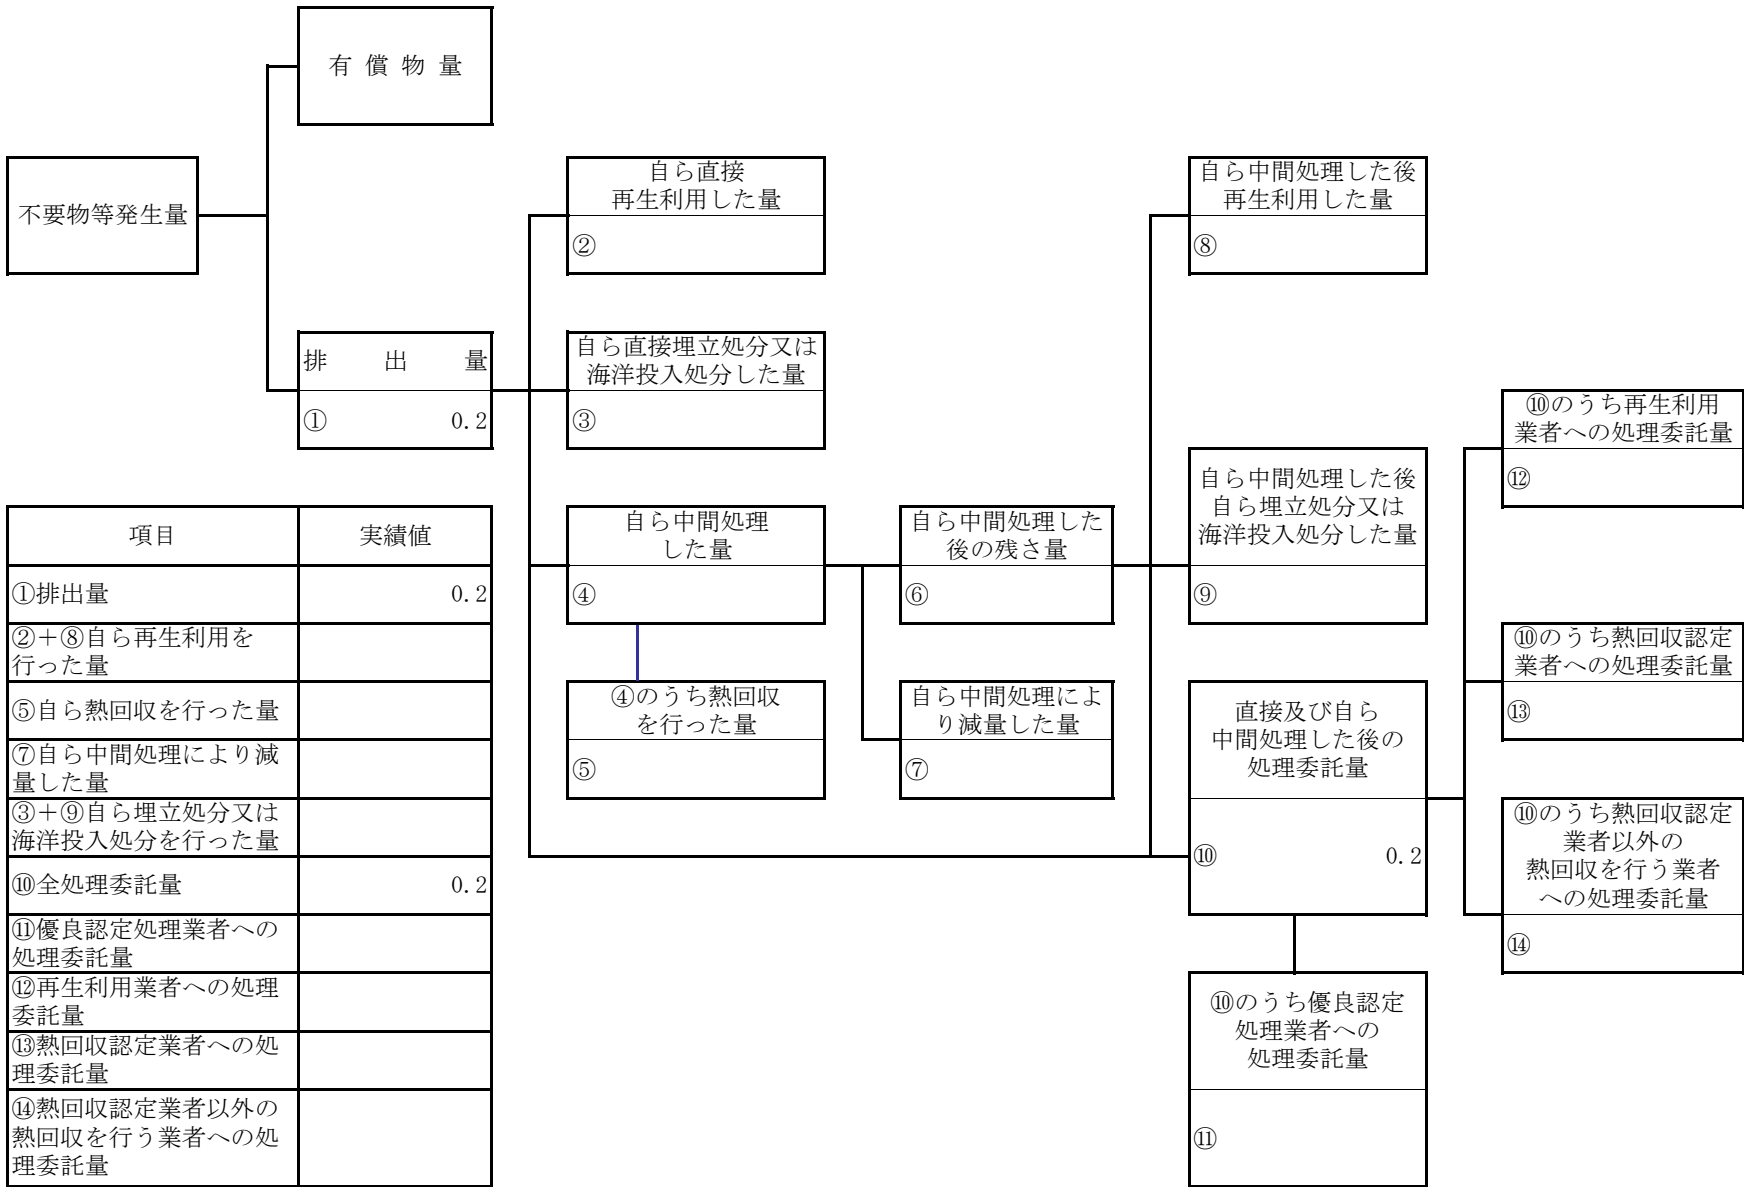 有償物量
不要物等発生量
排出量
① 0.2
自ら直接
再生利用した量
②
自ら直接埋立処分又は
海洋投入処分した量
③
自ら中間処理
した量
④
④のうち熱回収
を行った量
⑤
自ら中間処理した
後の残さ量
⑥
自ら中間処理によ
り減量した量
⑦
自ら中間処理した後
再生利用した量
⑧
自ら中間処理した後
自ら埋立処分又は
海洋投入処分した量
⑨
直接及び自ら
中間処理した後の
処理委託量
⑩ 0.2
⑩のうち優良認定
処理業者への
処理委託量
⑪
⑩のうち再生利用
業者への処理委託量
⑫
⑩のうち熱回収認定
業者への処理委託量
⑬
⑩のうち熱回収認定
業者以外の
熱回収を行う業者
への処理委託量
⑭
項目 実績値
①排出量 0.2
②＋⑧自ら再生利用を
行った量
⑤自ら熱回収を行った量
⑦自ら中間処理により減
量した量
③＋⑨自ら埋立処分又は
海洋投入処分を行った量
⑩全処理委託量 0.2
⑪優良認定処理業者への
処理委託量
⑫再生利用業者への処理
委託量
⑬熱回収認定業者への処
理委託量
⑭熱回収認定業者以外の
熱回収を行う業者への処
理委託量